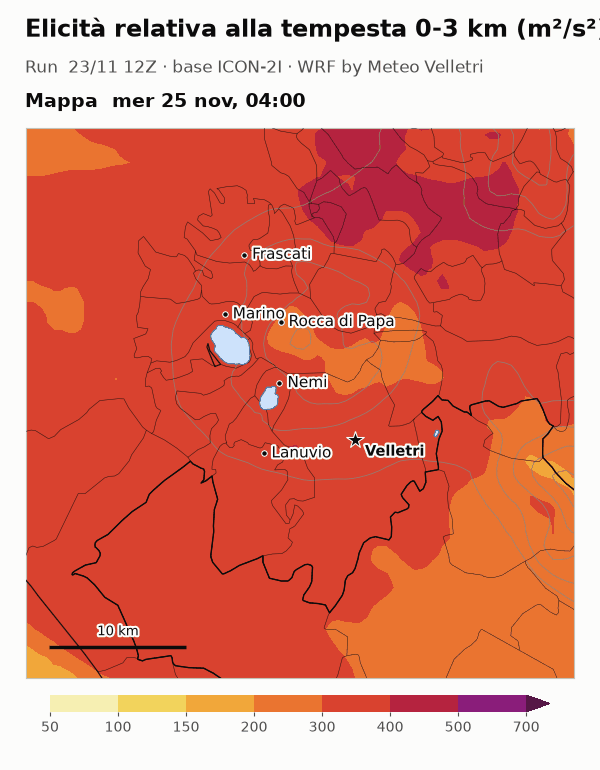 Elicità relativa alla tempesta 0-3 km (m²/s²)
Run 23/11 12Z · base ICON-2I · WRF by Meteo Velletri
Mappa mer 25 nov, 04:00
Frascati
Marino
Rocca di Papa
Nemi
Velletri
Lanuvio
10 km
50 100 150 200 300 400 500 700